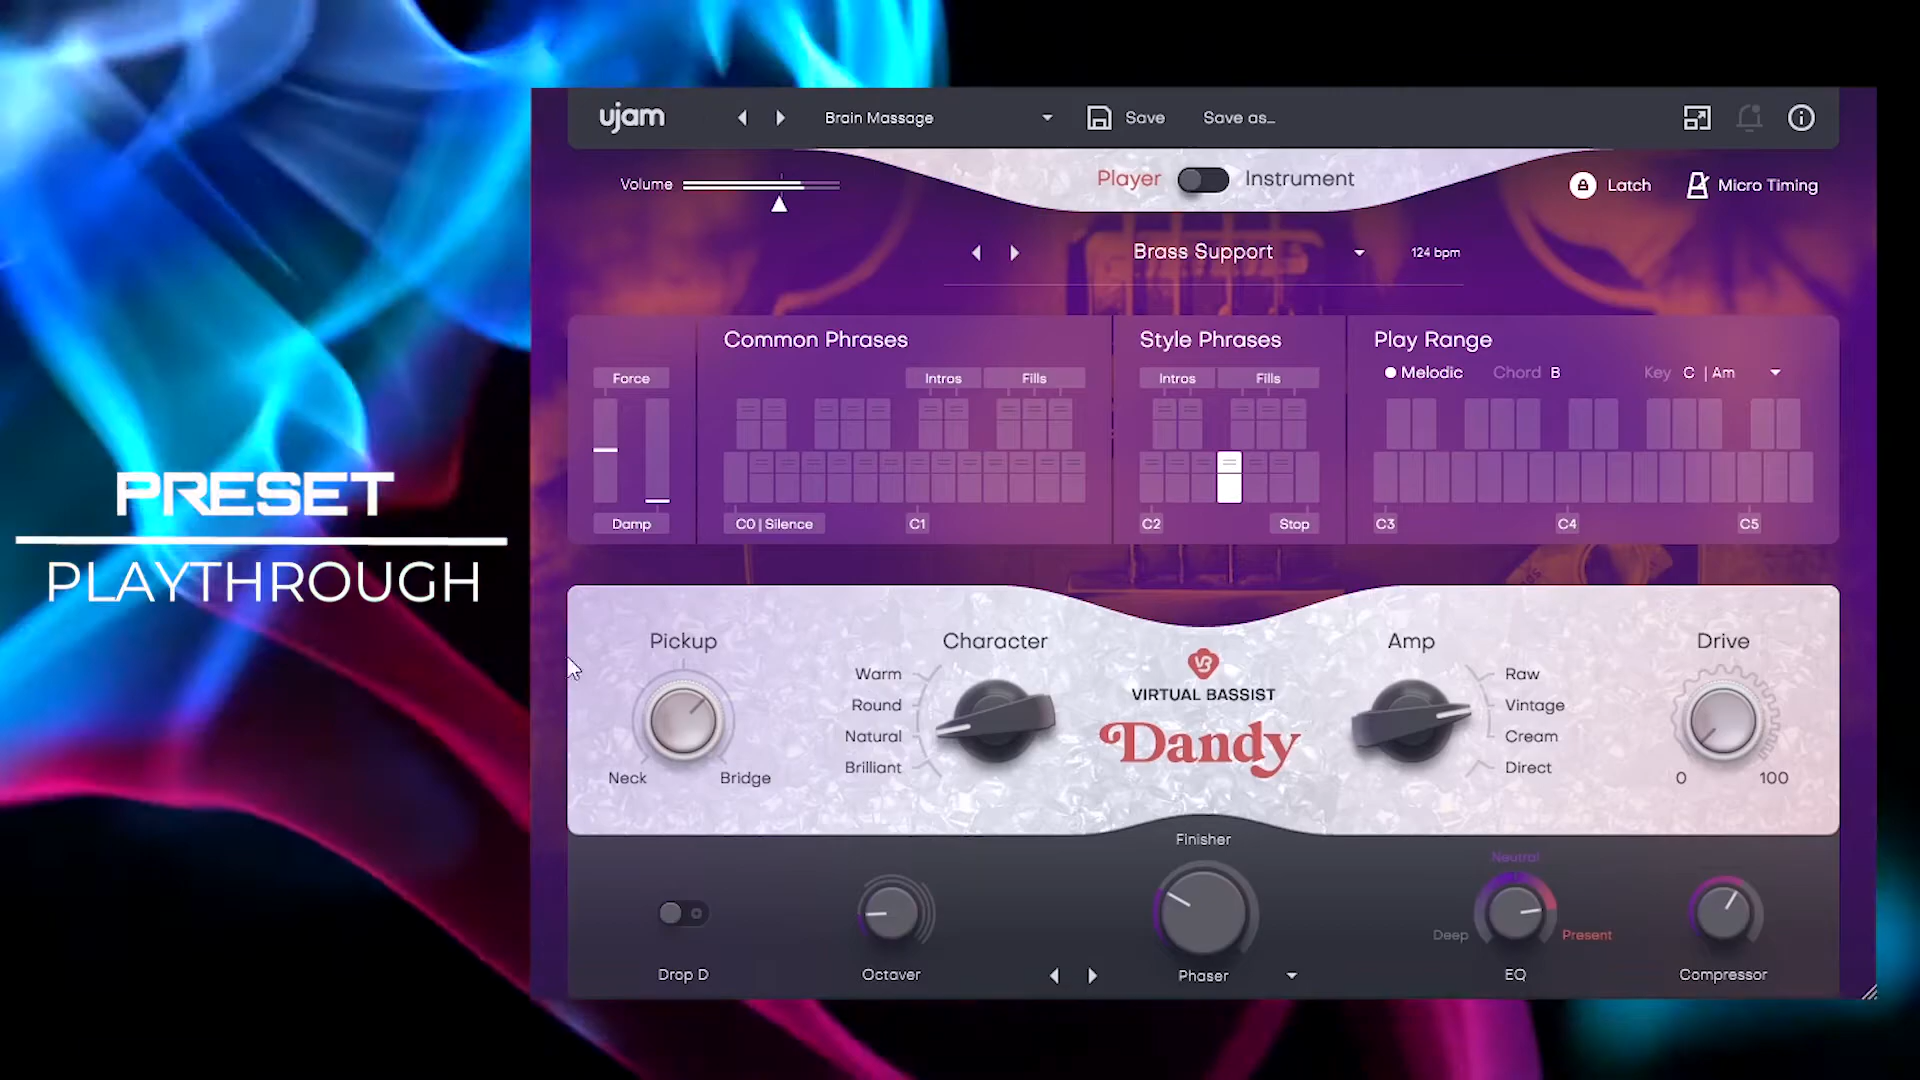 ujam
Brain Massage
Save
Save as...
Volume
Player
Instrument
Latch
Micro Timing
Brass Support
124 bpm
Common Phrases
Style Phrases
Play Range
Force
Intros
Fills
Intros
Fills
Melodic
Chord B
Key C | Am
Damp
C0 | Silence
C1
C2
Stop
C3
C4
C5
PRESET
PLAYTHROUGH
Pickup
Neck
Bridge
Character
Warm
Round
Natural
Brilliant
VB
VIRTUAL BASSIST
Dandy
Amp
Raw
Vintage
Cream
Direct
Drive
0
100
Finisher
Neutral
Deep
Present
Drop D
Octaver
Phaser
EQ
Compressor